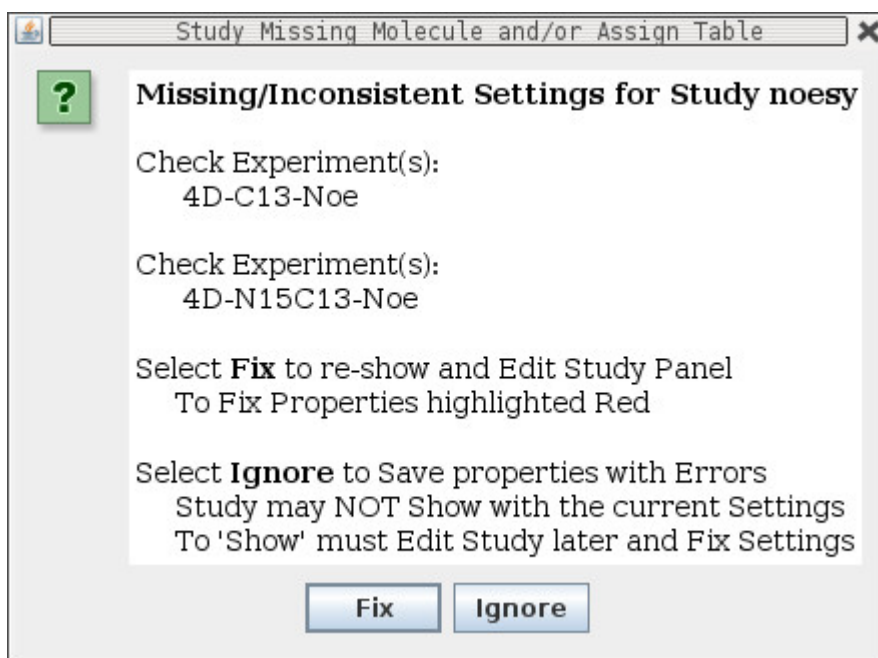 Study Missing Molecule and/or Assign Table
?
Missing/Inconsistent Settings for Study noesy
Check Experiment(s):
4D-C13-Noe
Check Experiment(s):
4D-N15C13-Noe
Select Fix to re-show and Edit Study Panel
To Fix Properties highlighted Red
Select Ignore to Save properties with Errors
Study may NOT Show with the current Settings
To 'Show' must Edit Study later and Fix Settings
Fix Ignore